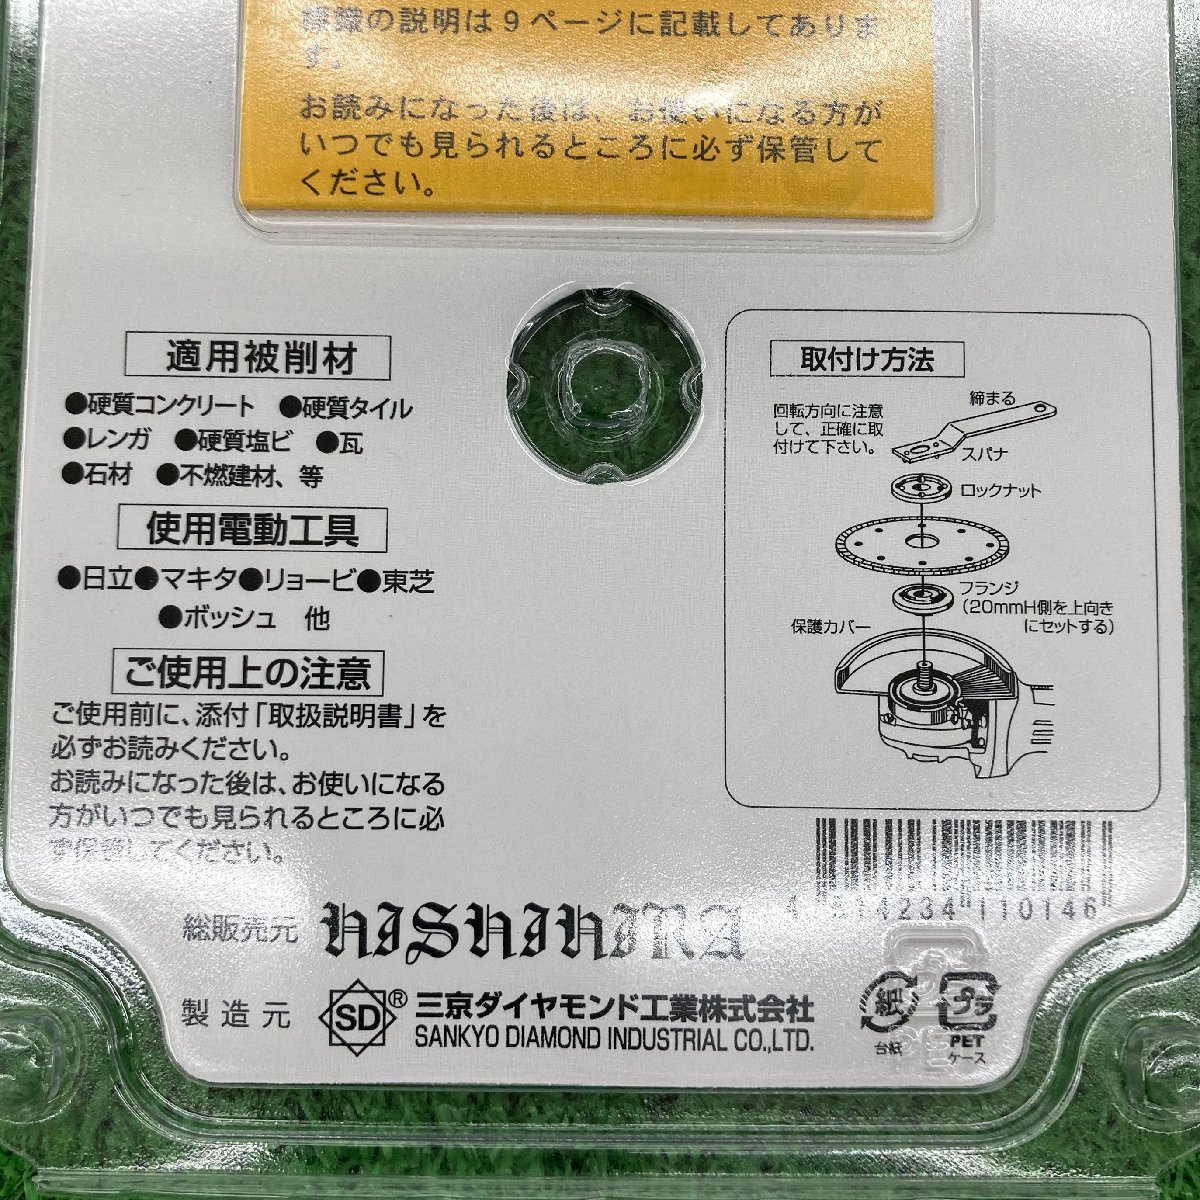 標識の説明は9ページに記載してありま
す。
お読みになった後は、お使いになる方が
いつでも見られるところに必ず保管して
ください。
適用被削材
●硬質コンクリート ●硬質タイル
●レンガ ●硬質塩ビ ●瓦
●石材 ●不燃建材、等
使用電動工具
●日立●マキタ●リョービ●東芝
●ボッシュ 他
ご使用上の注意
ご使用前に、添付「取扱説明書」を
必ずお読みください。
お読みになった後は、お使いになる
方がいつでも見られるところに必
ず保管してください。
取付け方法
回転方向に注意
して、正確に取
付けて下さい。
締まる
スパナ
ロックナット
フランジ
(20mmH側を上向き
にセットする)
保護カバー
4 514234 110146
総販売元 HISHIHIRA
製造元 SD® 三京ダイヤモンド工業株式会社
SANKYO DIAMOND INDUSTRIAL CO.,LTD.
紙
台紙
プラ
PET
ケース